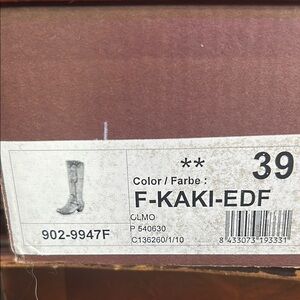 ** 39
Color / Farbe :
F-KAKI-EDF
OLMO
P 540630
902-9947F
C136260/1/10
8 433073 193331